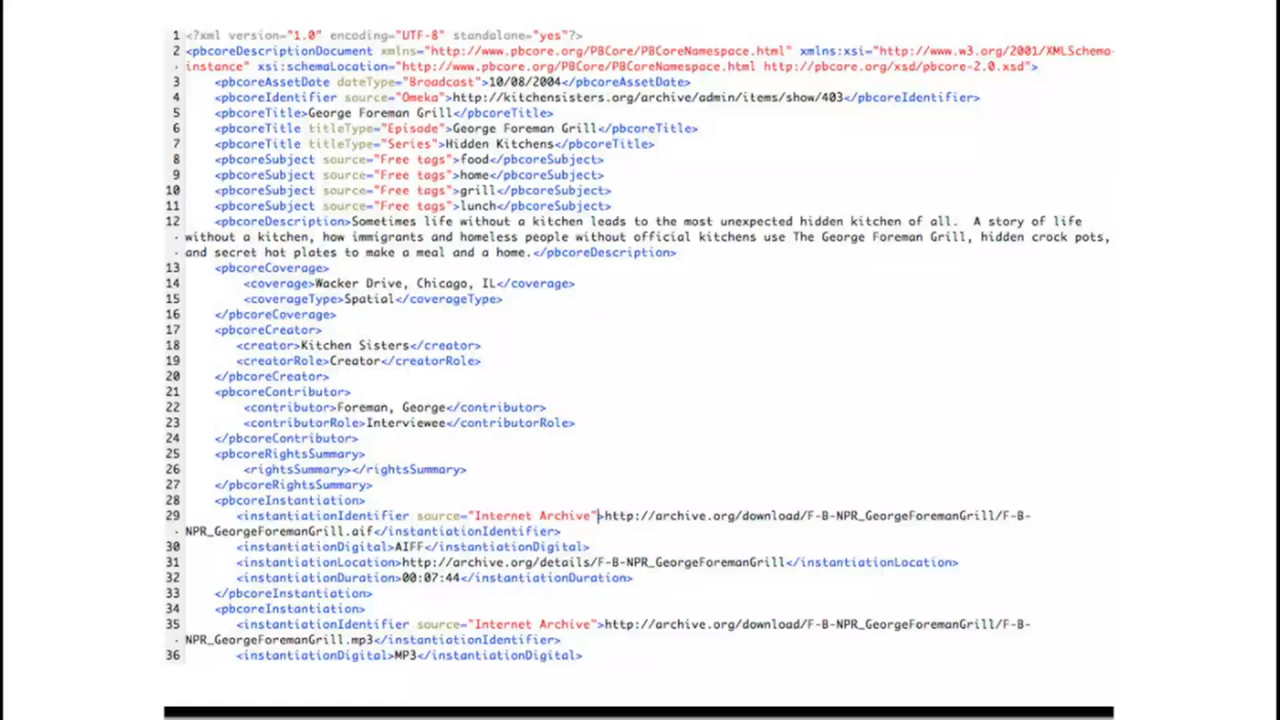 1 <?xml version="1.0" encoding="UTF-8" standalone="yes"?>
2 <pbcoreDescriptionDocument xmlns="http://www.pbcore.org/PBCore/PBCoreNamespace.html" xmlns:xsi="http://www.w3.org/2001/XMLSchema-
· instance" xsi:schemaLocation="http://www.pbcore.org/PBCore/PBCoreNamespace.html http://pbcore.org/xsd/pbcore-2.0.xsd">
3 <pbcoreAssetDate dateType="Broadcast">10/08/2004</pbcoreAssetDate>
4 <pbcoreIdentifier source="Omeka">http://kitchensisters.org/archive/admin/items/show/403</pbcoreIdentifier>
5 <pbcoreTitle>George Foreman Grill</pbcoreTitle>
6 <pbcoreTitle titleType="Episode">George Foreman Grill</pbcoreTitle>
7 <pbcoreTitle titleType="Series">Hidden Kitchens</pbcoreTitle>
8 <pbcoreSubject source="Free tags">food</pbcoreSubject>
9 <pbcoreSubject source="Free tags">home</pbcoreSubject>
10 <pbcoreSubject source="Free tags">grill</pbcoreSubject>
11 <pbcoreSubject source="Free tags">lunch</pbcoreSubject>
12 <pbcoreDescription>Sometimes life without a kitchen leads to the most unexpected hidden kitchen of all.  A story of life
· without a kitchen, how immigrants and homeless people without official kitchens use The George Foreman Grill, hidden crock pots,
· and secret hot plates to make a meal and a home.</pbcoreDescription>
13 <pbcoreCoverage>
14 <coverage>Wacker Drive, Chicago, IL</coverage>
15 <coverageType>Spatial</coverageType>
16 </pbcoreCoverage>
17 <pbcoreCreator>
18 <creator>Kitchen Sisters</creator>
19 <creatorRole>Creator</creatorRole>
20 </pbcoreCreator>
21 <pbcoreContributor>
22 <contributor>Foreman, George</contributor>
23 <contributorRole>Interviewee</contributorRole>
24 </pbcoreContributor>
25 <pbcoreRightsSummary>
26 <rightsSummary></rightsSummary>
27 </pbcoreRightsSummary>
28 <pbcoreInstantiation>
29 <instantiationIdentifier source="Internet Archive">http://archive.org/download/F-B-NPR_GeorgeForemanGrill/F-B-
· NPR_GeorgeForemanGrill.aif</instantiationIdentifier>
30 <instantiationDigital>AIFF</instantiationDigital>
31 <instantiationLocation>http://archive.org/details/F-B-NPR_GeorgeForemanGrill</instantiationLocation>
32 <instantiationDuration>00:07:44</instantiationDuration>
33 </pbcoreInstantiation>
34 <pbcoreInstantiation>
35 <instantiationIdentifier source="Internet Archive">http://archive.org/download/F-B-NPR_GeorgeForemanGrill/F-B-
· NPR_GeorgeForemanGrill.mp3</instantiationIdentifier>
36 <instantiationDigital>MP3</instantiationDigital>